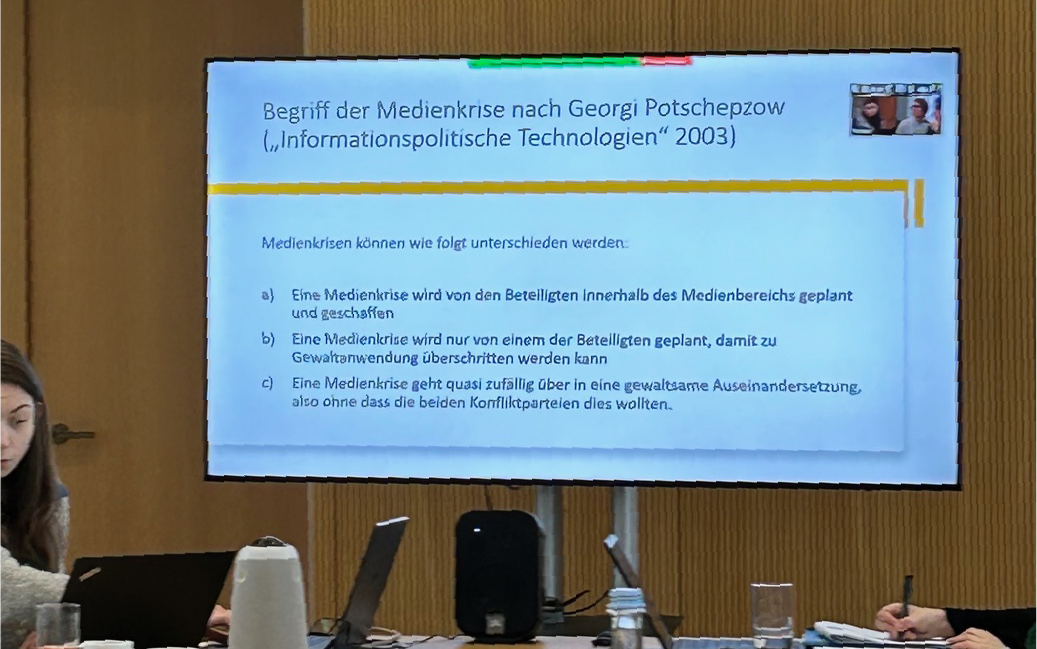 Begriff der Medienkrise nach Georgi Potschepzow
(„Informationspolitische Technologien“ 2003)
Medienkrisen können wie folgt unterschieden werden:
a) Eine Medienkrise wird von den Beteiligten innerhalb des Medienbereichs geplant
und geschaffen
b) Eine Medienkrise wird nur von einem der Beteiligten geplant, damit zu
Gewaltanwendung überschritten werden kann
c) Eine Medienkrise geht quasi zufällig über in eine gewaltsame Auseinandersetzung,
also ohne dass die beiden Konfliktparteien dies wollten.